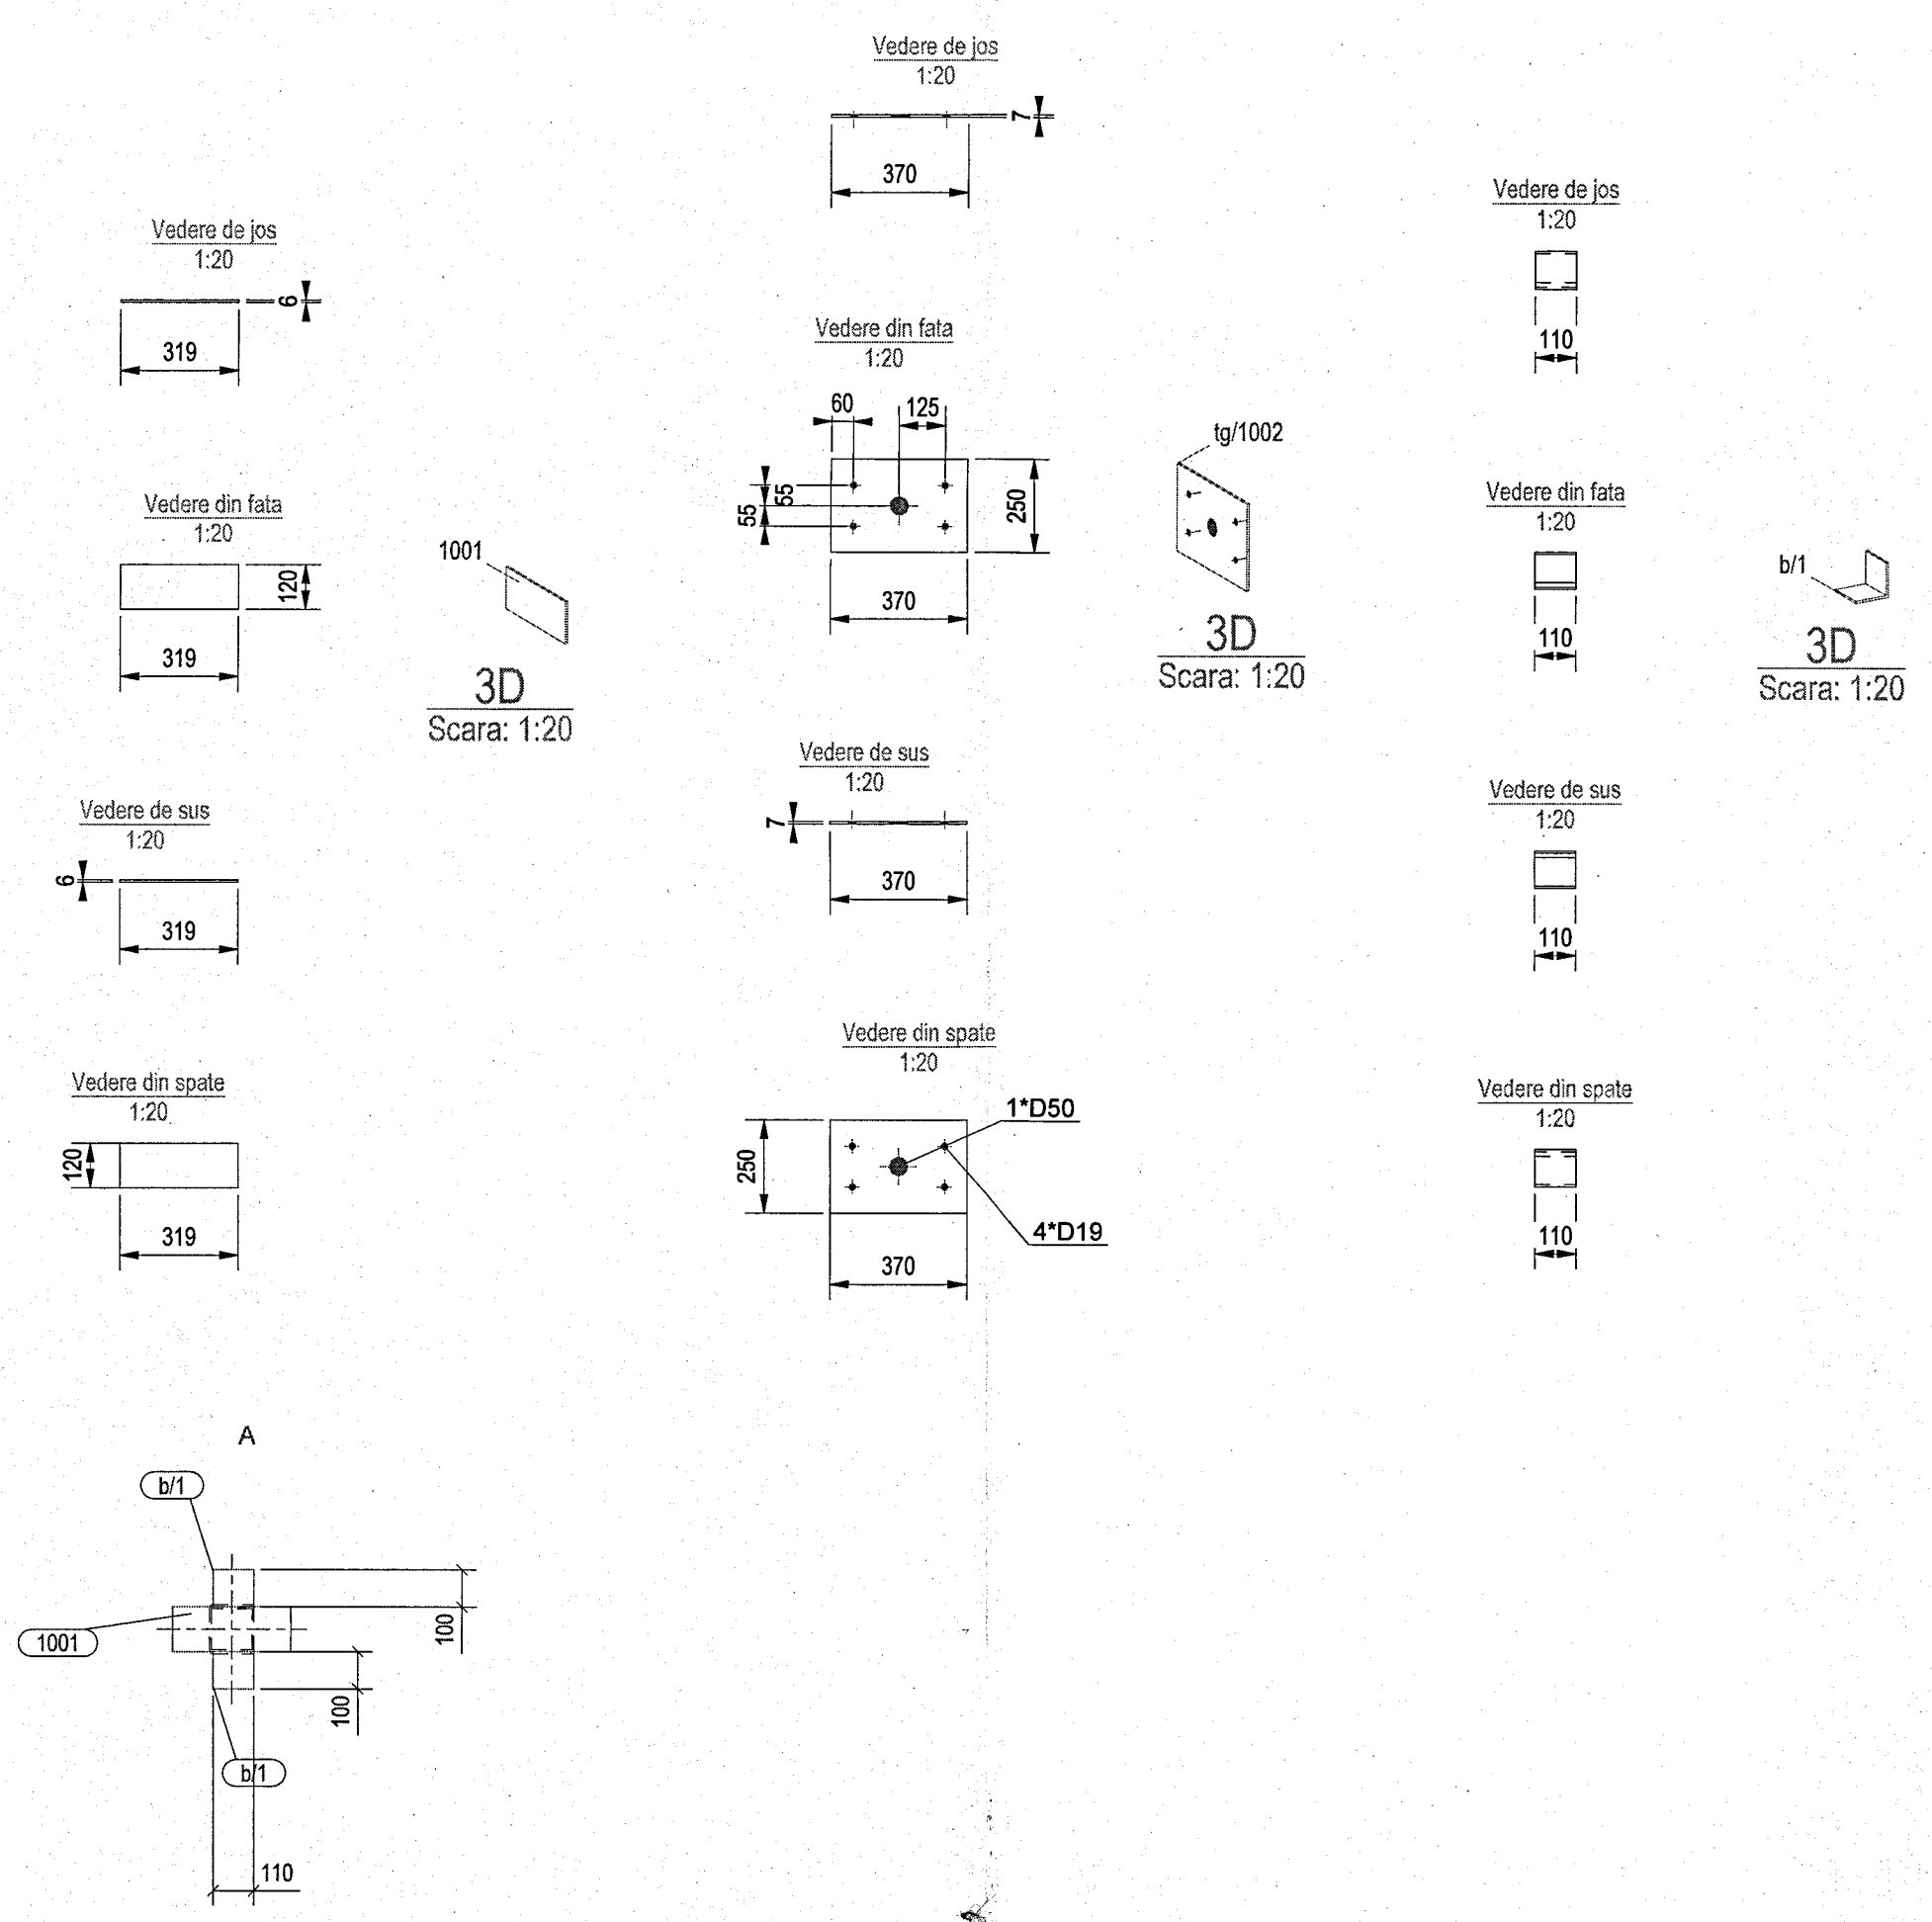 Vedere de jos
1:20
6
319
Vedere din fata
1:20
120
319
1001
3D
Scara: 1:20
Vedere de sus
1:20
6
319
Vedere din spate
1:20
120
319
A
b/1
1001
100
100
b/1
110
Vedere de jos
1:20
7
370
Vedere din fata
1:20
60
125
55
55
250
370
tg/1002
3D
Scara: 1:20
Vedere de sus
1:20
7
370
Vedere din spate
1:20
1*D50
250
4*D19
370
Vedere de jos
1:20
110
Vedere din fata
1:20
110
b/1
3D
Scara: 1:20
Vedere de sus
1:20
110
Vedere din spate
1:20
110